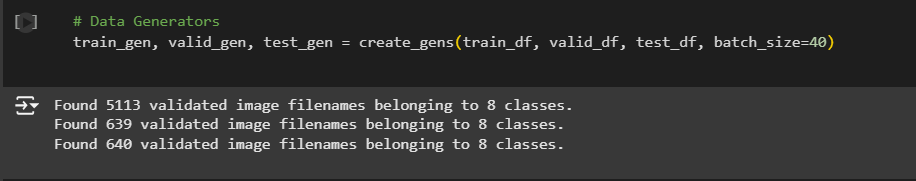 [ ] # Data Generators
train_gen, valid_gen, test_gen = create_gens(train_df, valid_df, test_df, batch_size=40)
Found 5113 validated image filenames belonging to 8 classes.
Found 639 validated image filenames belonging to 8 classes.
Found 640 validated image filenames belonging to 8 classes.